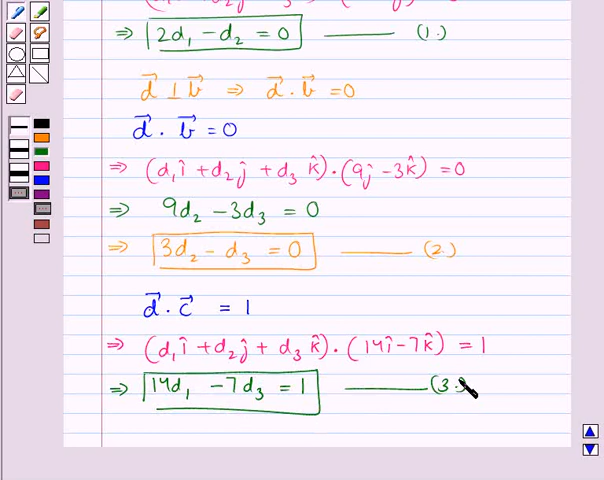 ⇒ 2d₁ - d₂ = 0 (1.)
d⃗ ⊥ b⃗ ⇒ d⃗ . b⃗ = 0
d⃗ . b⃗ = 0
⇒ (d₁î + d₂ĵ + d₃k̂) . (9ĵ - 3k̂) = 0
⇒ 9d₂ - 3d₃ = 0
⇒ 3d₂ - d₃ = 0 (2.)
d⃗ . c⃗ = 1
⇒ (d₁î + d₂ĵ + d₃k̂) . (14î - 7k̂) = 1
⇒ 14d₁ - 7d₃ = 1 (3.)